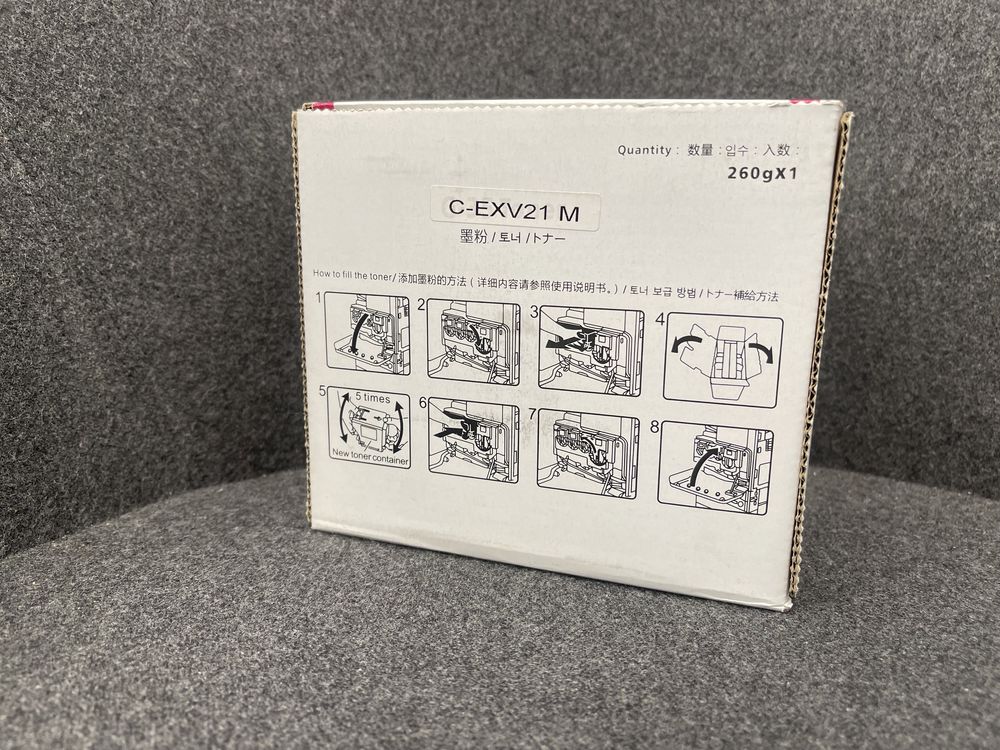 Quantity : 数量 : 입수 : 入数 :
260gX1
C-EXV21 M
墨粉 / 토너 / トナー
How to fill the toner/ 添加墨粉的方法 ( 详细内容请参照使用说明书。) / 토너 보급 방법 / トナー補給方法
1
2
3
4
5
5 times
New toner container
6
7
8